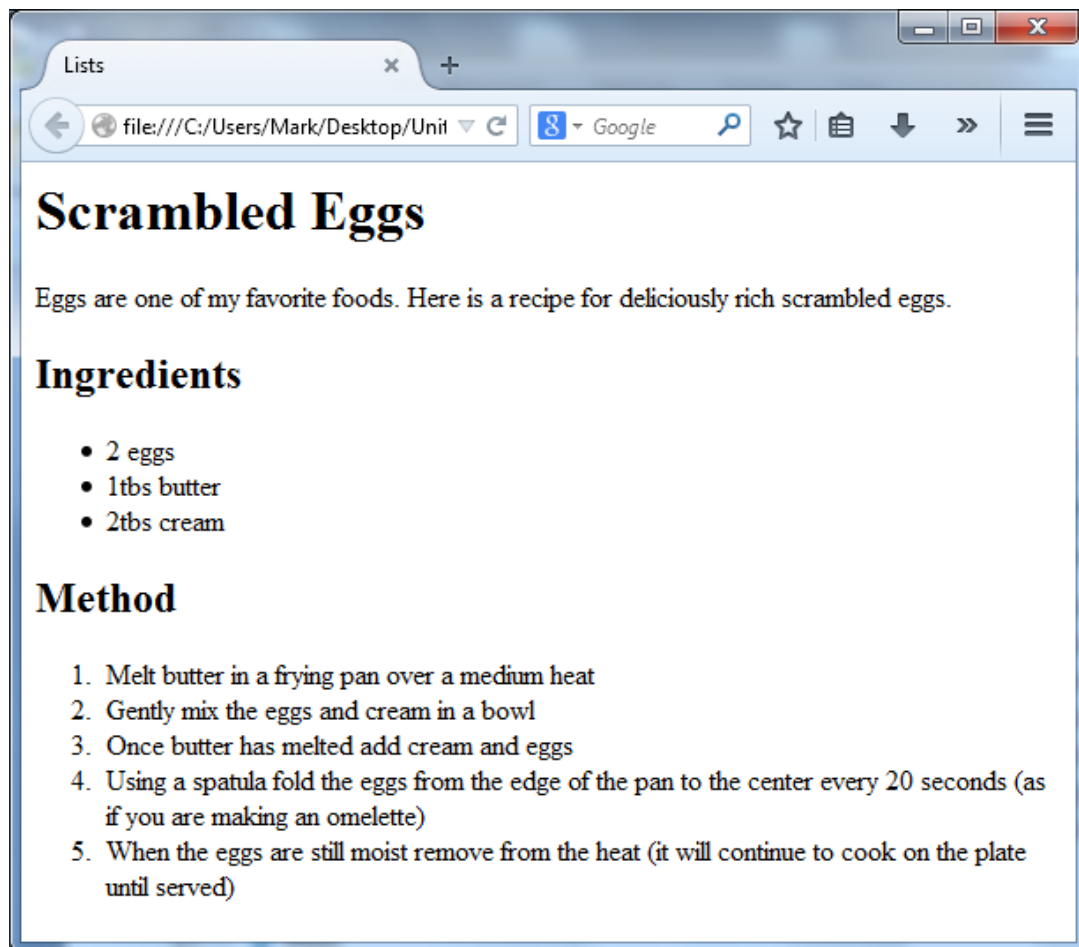 Lists
file:///C:/Users/Mark/Desktop/Unit
8 Google
Scrambled Eggs
Eggs are one of my favorite foods. Here is a recipe for deliciously rich scrambled eggs.
Ingredients
• 2 eggs
• 1tbs butter
• 2tbs cream
Method
1. Melt butter in a frying pan over a medium heat
2. Gently mix the eggs and cream in a bowl
3. Once butter has melted add cream and eggs
4. Using a spatula fold the eggs from the edge of the pan to the center every 20 seconds (as
if you are making an omelette)
5. When the eggs are still moist remove from the heat (it will continue to cook on the plate
until served)